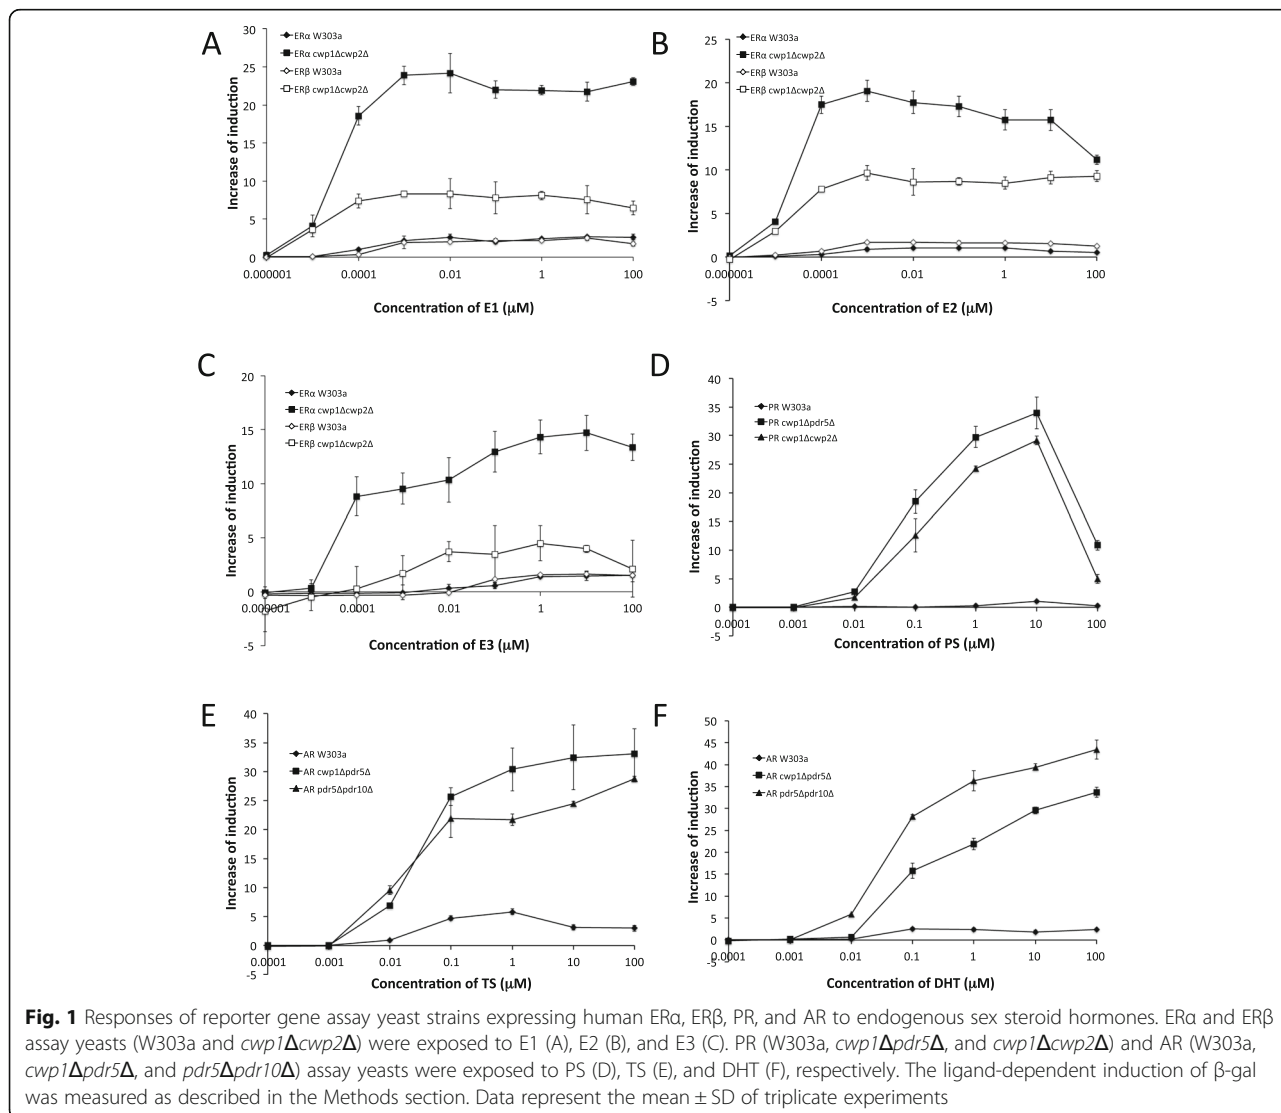 A
30
25
20
15
10
5
0
Increase of induction
ERα W303a
ERα cwp1Δcwp2Δ
ERβ W303a
ERβ cwp1Δcwp2Δ
0.000001 0.0001 0.01 1 100
Concentration of E1 (μM)
B
25
20
15
10
5
0
-5
Increase of induction
ERα W303a
ERα cwp1Δcwp2Δ
ERβ W303a
ERβ cwp1Δcwp2Δ
0.000001 0.0001 0.01 1 100
Concentration of E2 (μM)
C
20
15
10
5
0
-5
Increase of induction
ERα W303a
ERα cwp1Δcwp2Δ
ERβ W303a
ERβ cwp1Δcwp2Δ
0.000001 0.0001 0.01 1 100
Concentration of E3 (μM)
D
40
35
30
25
20
15
10
5
0
-5
Increase of induction
PR W303a
PR cwp1Δpdr5Δ
PR cwp1Δcwp2Δ
0.0001 0.001 0.01 0.1 1 10 100
Concentration of PS (μM)
E
40
35
30
25
20
15
10
5
0
-5
Increase of induction
AR W303a
AR cwp1Δpdr5Δ
AR pdr5Δpdr10Δ
0.0001 0.001 0.01 0.1 1 10 100
Concentration of TS (μM)
F
50
45
40
35
30
25
20
15
10
5
0
-5
Increase of induction
AR W303a
AR cwp1Δpdr5Δ
AR pdr5Δpdr10Δ
0.0001 0.001 0.01 0.1 1 10 100
Concentration of DHT (μM)
Fig. 1 Responses of reporter gene assay yeast strains expressing human ERα, ERβ, PR, and AR to endogenous sex steroid hormones. ERα and ERβ
assay yeasts (W303a and cwp1Δcwp2Δ) were exposed to E1 (A), E2 (B), and E3 (C). PR (W303a, cwp1Δpdr5Δ, and cwp1Δcwp2Δ) and AR (W303a,
cwp1Δpdr5Δ, and pdr5Δpdr10Δ) assay yeasts were exposed to PS (D), TS (E), and DHT (F), respectively. The ligand-dependent induction of β-gal
was measured as described in the Methods section. Data represent the mean ± SD of triplicate experiments